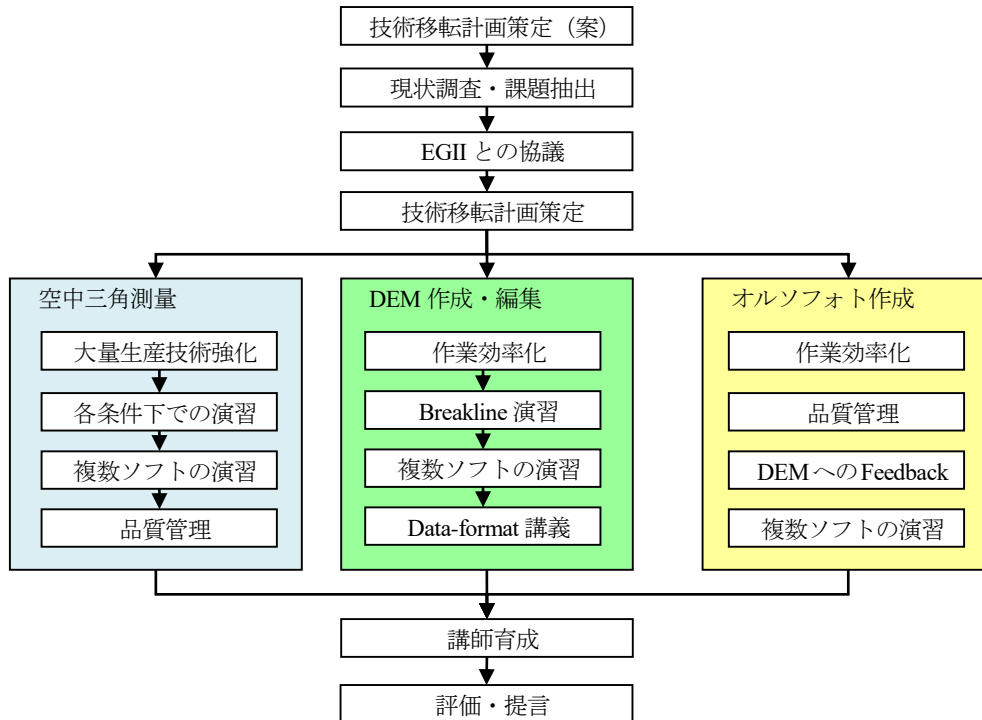 技術移転計画策定（案）
現状調査・課題抽出
EGII との協議
技術移転計画策定
空中三角測量
大量生産技術強化
各条件下での演習
複数ソフトの演習
品質管理
DEM 作成・編集
作業効率化
Breakline 演習
複数ソフトの演習
Data-format 講義
オルソフォト作成
作業効率化
品質管理
DEM への Feedback
複数ソフトの演習
講師育成
評価・提言